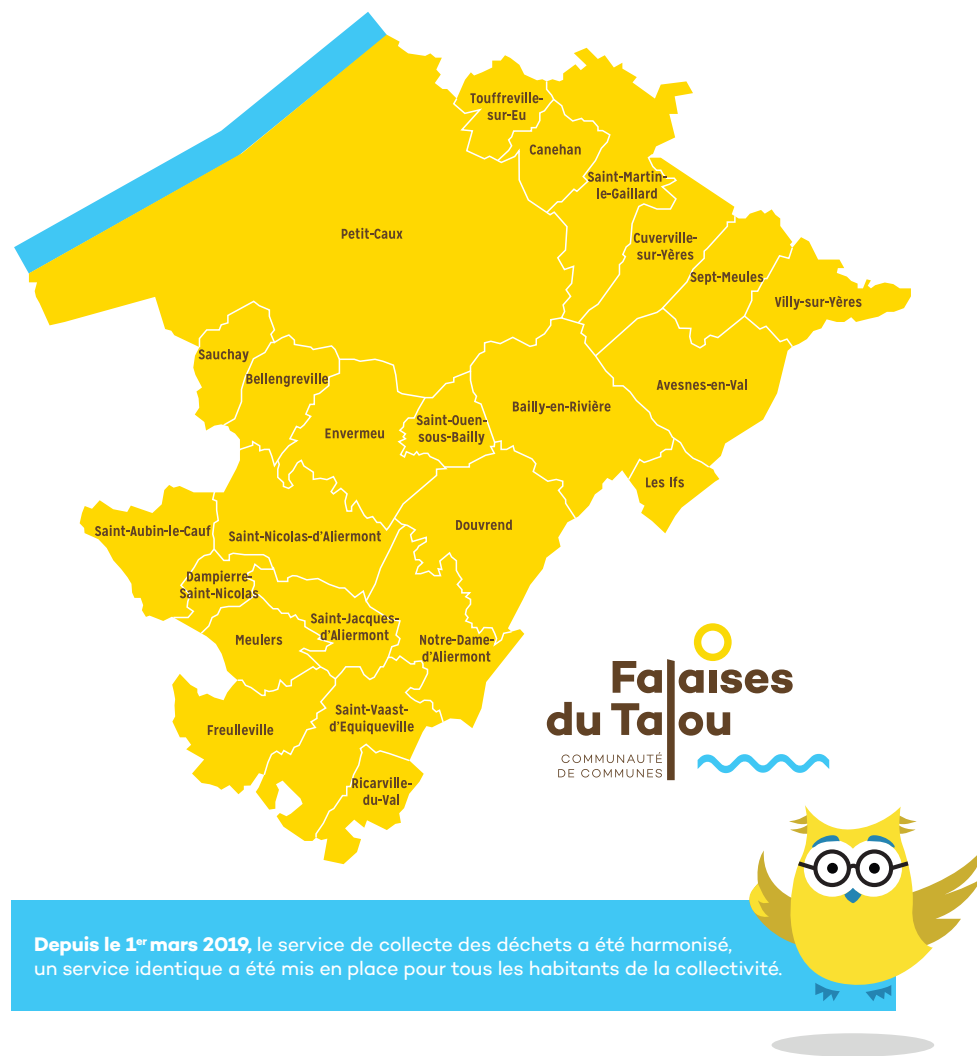 Touffreville-
sur-Eu
Canehan
Saint-Martin-
le-Gaillard
Petit-Caux
Cuverville-
sur-Yères
Sept-Meules
Villy-sur-Yères
Sauchay
Bellengreville
Avesnes-en-Val
Bailly-en-Rivière
Saint-Ouen-
sous-Bailly
Envermeu
Les Ifs
Douvrend
Saint-Aubin-le-Cauf
Saint-Nicolas-d'Aliermont
Dampierre-
Saint-Nicolas
Saint-Jacques-
d'Aliermont
Meulers
Notre-Dame-
d'Aliermont
Saint-Vaast-
d'Equiqueville
Freulleville
Ricarville-
du-Val
Falaises
du Talou
COMMUNAUTÉ
DE COMMUNES
Depuis le 1er mars 2019, le service de collecte des déchets a été harmonisé,
un service identique a été mis en place pour tous les habitants de la collectivité.